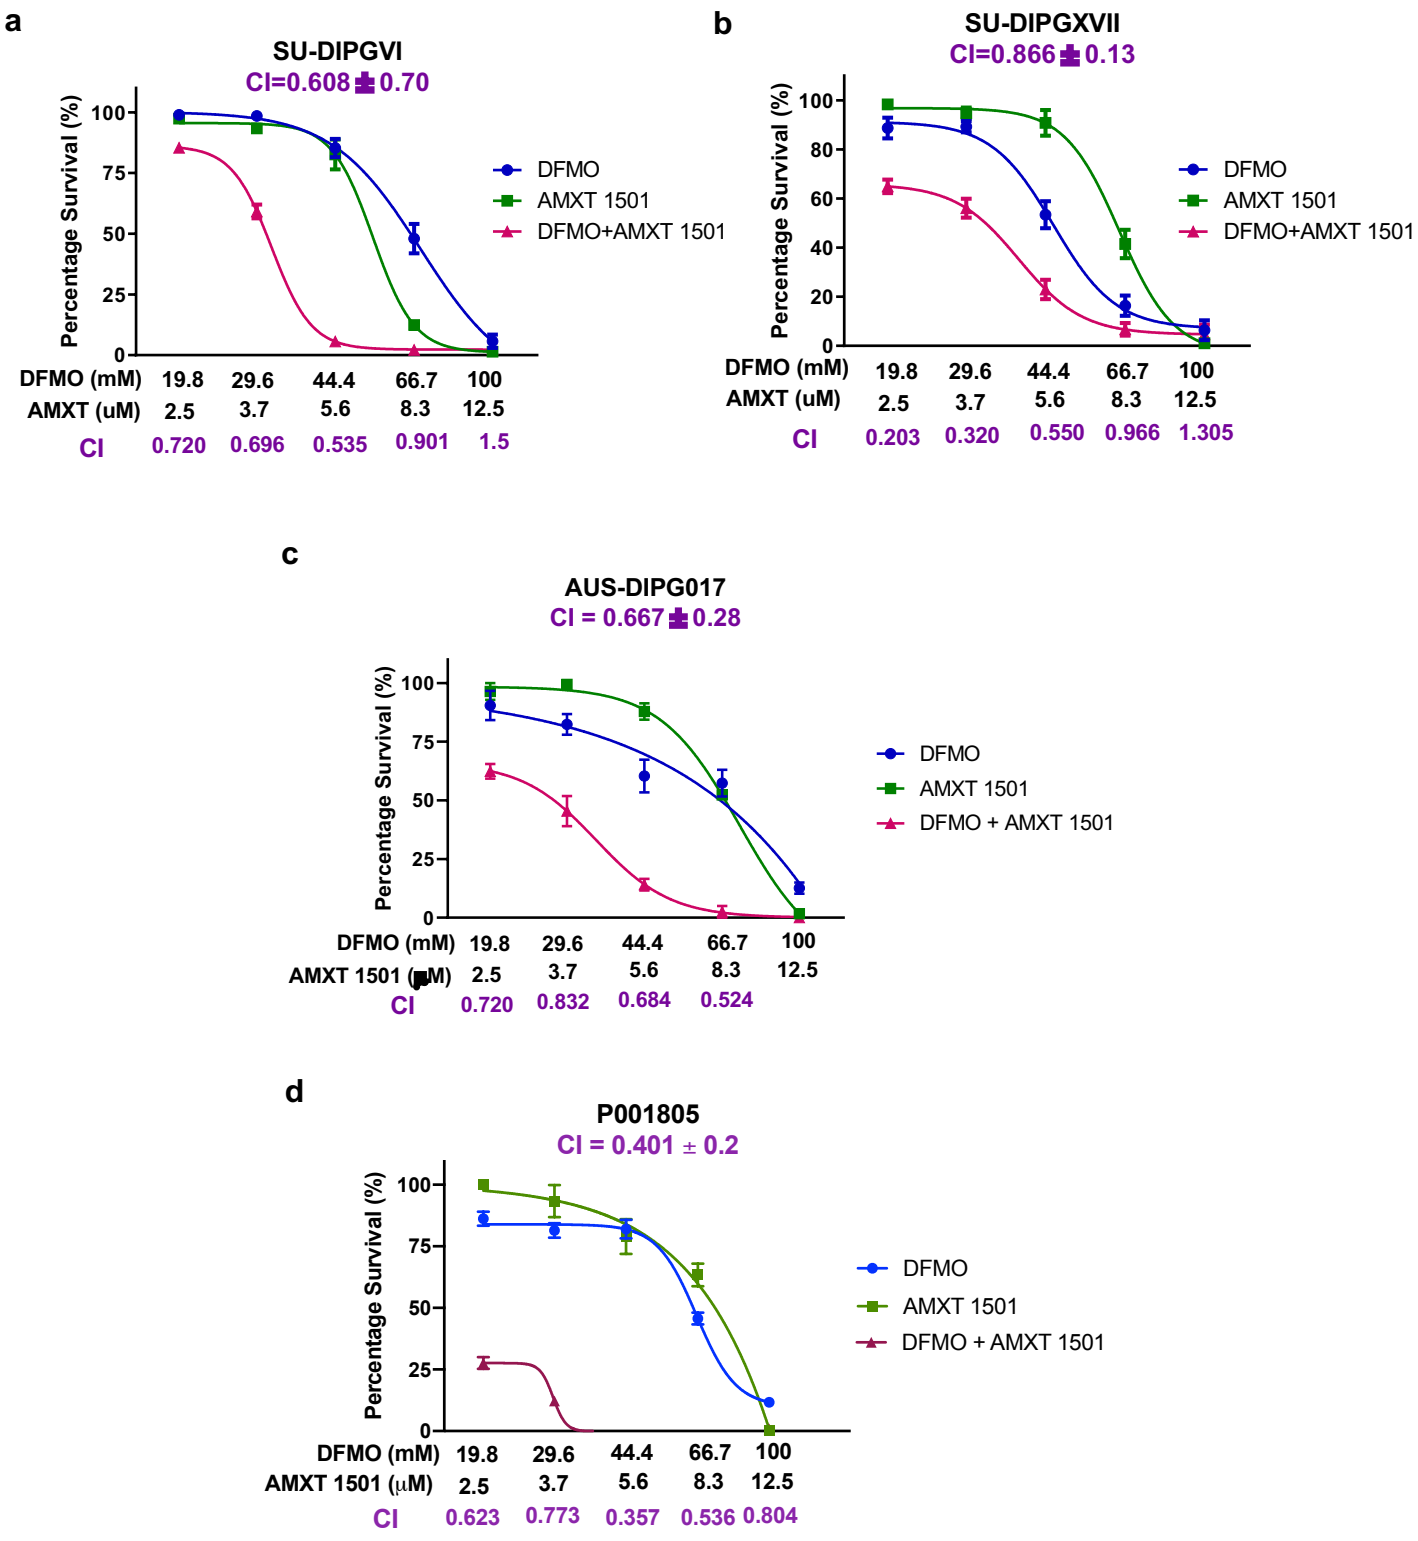 a
SU-DIPGVI
CI=0.608 ± 0.70
Percentage Survival (%)
100
75
50
25
0
DFMO
AMXT 1501
DFMO+AMXT 1501
DFMO (mM) 19.8 29.6 44.4 66.7 100
AMXT (uM) 2.5 3.7 5.6 8.3 12.5
CI 0.720 0.696 0.535 0.901 1.5
b
SU-DIPGXVII
CI=0.866 ± 0.13
Percentage Survival (%)
100
80
60
40
20
0
DFMO
AMXT 1501
DFMO+AMXT 1501
DFMO (mM) 19.8 29.6 44.4 66.7 100
AMXT (uM) 2.5 3.7 5.6 8.3 12.5
CI 0.203 0.320 0.550 0.966 1.305
c
AUS-DIPG017
CI = 0.667 ± 0.28
Percentage Survival (%)
100
75
50
25
0
DFMO
AMXT 1501
DFMO + AMXT 1501
DFMO (mM) 19.8 29.6 44.4 66.7 100
AMXT 1501 (μM) 2.5 3.7 5.6 8.3 12.5
CI 0.720 0.832 0.684 0.524
d
P001805
CI = 0.401 ± 0.2
Percentage Survival (%)
100
75
50
25
0
DFMO
AMXT 1501
DFMO + AMXT 1501
DFMO (mM) 19.8 29.6 44.4 66.7 100
AMXT 1501 (μM) 2.5 3.7 5.6 8.3 12.5
CI 0.623 0.773 0.357 0.536 0.804